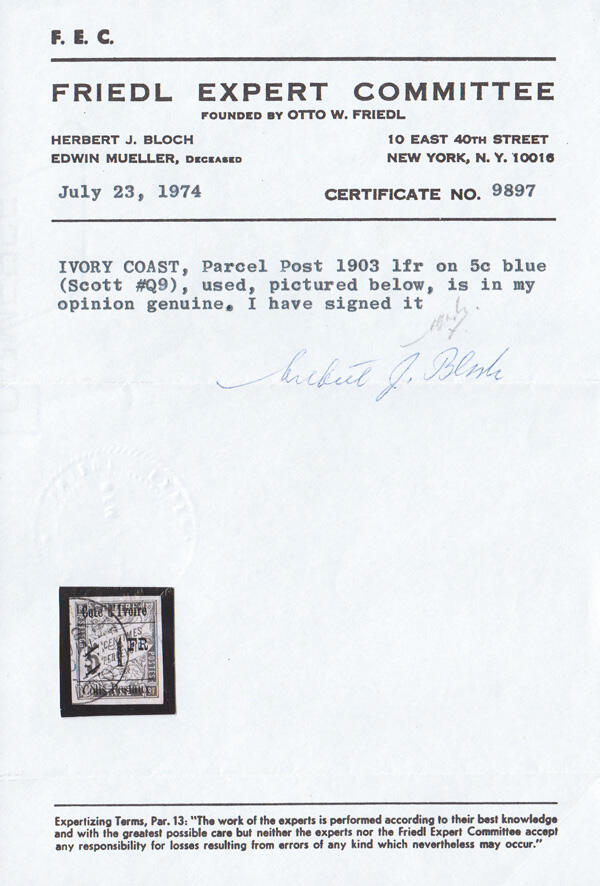 F. E. C.
FRIEDL EXPERT COMMITTEE
FOUNDED BY OTTO W. FRIEDL
HERBERT J. BLOCH 10 EAST 40TH STREET
EDWIN MUELLER, DECEASED NEW YORK, N. Y. 10016
July 23, 1974 CERTIFICATE NO. 9897
IVORY COAST, Parcel Post 1903 1fr on 5c blue
(Scott #Q9), used, pictured below, is in my
opinion genuine. I have signed it
Herbert J. Bloch
Côte d'Ivoire
CENTIMES
5 1 FR
Colis Postaux
Expertizing Terms, Par. 13: "The work of the experts is performed according to their best knowledge
and with the greatest possible care but neither the experts nor the Friedl Expert Committee accept
any responsibility for losses resulting from errors of any kind which nevertheless may occur."